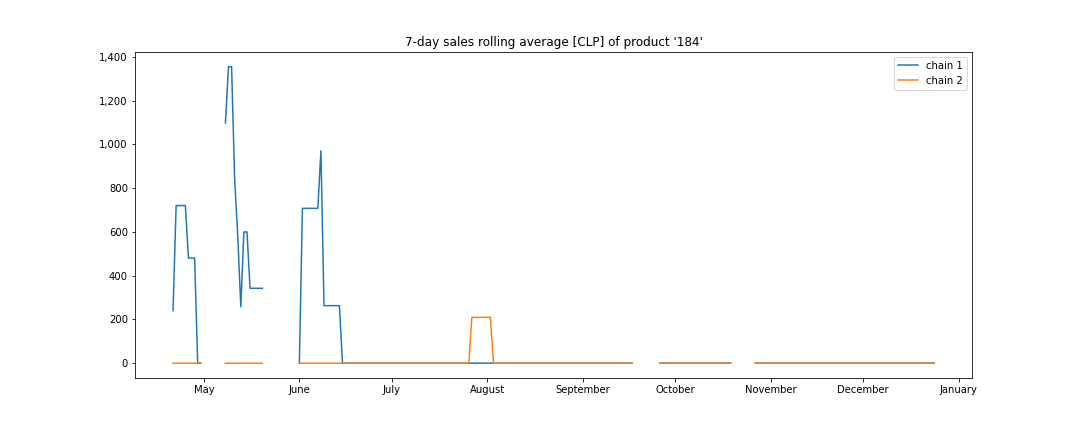 7-day sales rolling average [CLP] of product '184'
chain 1
chain 2
1,400
1,200
1,000
800
600
400
200
0
May June July August September October November December January